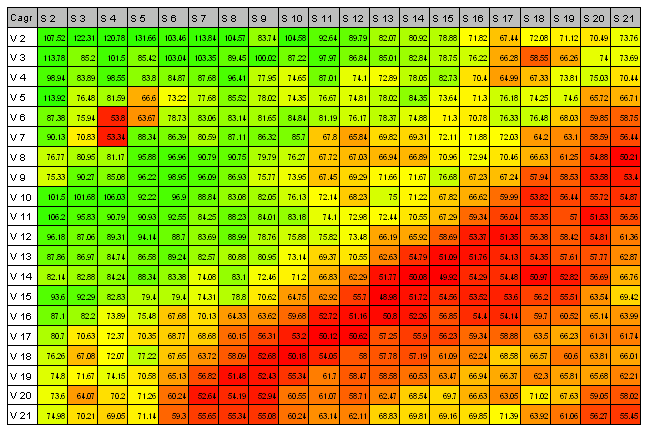 Cagr S 2 S 3 S 4 S 5 S 6 S 7 S 8 S 9 S 10 S 11 S 12 S 13 S 14 S 15 S 16 S 17 S 18 S 19 S 20 S 21
V 2 107.52 122.31 120.78 131.66 103.46 113.84 104.57 83.74 104.58 92.64 89.79 82.07 80.92 78.88 71.82 67.44 72.08 71.12 70.49 73.76
V 3 113.78 85.2 101.5 85.42 103.04 103.35 89.45 100.02 87.72 97.97 96.84 85.01 82.84 78.75 76.22 66.28 58.55 66.26 74 73.69
V 4 98.94 83.89 98.55 83.8 84.87 87.68 96.41 77.95 74.65 87.01 74.1 72.89 78.05 82.73 70.4 64.99 67.33 73.81 75.03 70.44
V 5 113.92 76.48 81.59 66.6 73.22 77.68 85.52 78.02 74.35 76.67 74.81 78.02 84.35 73.64 71.3 76.18 74.25 74.6 65.72 66.71
V 6 87.38 75.94 53.8 63.67 78.73 83.06 83.14 81.65 84.84 81.19 76.17 78.37 74.88 71.3 70.78 76.33 76.48 68.03 59.85 58.75
V 7 90.13 70.83 53.34 88.34 86.39 80.59 87.11 86.32 85.7 67.8 65.84 69.82 69.31 72.11 71.88 72.03 64.2 63.1 58.59 56.44
V 8 76.77 80.95 81.17 95.88 96.96 90.79 90.75 79.79 76.27 67.72 67.03 66.94 66.89 70.96 72.94 70.46 66.63 61.25 54.88 50.21
V 9 75.33 90.27 85.08 96.22 98.95 96.09 86.93 75.77 73.95 67.45 69.29 71.66 71.67 76.68 67.23 67.24 57.94 58.53 53.58 53.4
V 10 101.5 101.68 106.03 92.22 96.9 88.84 83.08 82.05 76.13 72.14 68.23 75 71.22 67.82 66.62 59.99 53.82 56.44 55.72 54.87
V 11 106.2 95.83 90.79 90.93 92.55 84.25 88.23 84.01 83.18 74.1 72.98 72.44 70.55 67.29 59.34 56.04 55.35 57 51.53 56.56
V 12 96.18 87.06 89.31 94.14 88.7 83.69 88.99 78.76 75.88 75.82 73.48 66.19 65.92 58.69 53.37 51.35 56.38 58.42 54.81 61.36
V 13 87.86 86.97 84.74 86.58 89.24 82.57 80.88 80.95 73.14 69.37 70.55 62.63 54.79 51.09 51.76 54.13 54.35 57.61 57.77 62.87
V 14 82.14 82.88 84.24 88.34 83.38 74.08 83.1 72.46 71.2 66.83 62.29 51.77 50.08 49.92 54.29 54.48 50.97 52.82 56.69 66.76
V 15 93.6 92.29 82.83 79.4 79.4 74.31 78.8 70.62 64.75 62.92 55.7 48.98 51.72 54.56 53.52 53.6 56.2 55.51 63.54 69.42
V 16 87.1 82.2 73.89 75.48 67.68 70.13 64.33 63.62 59.68 52.72 51.16 50.8 52.26 56.85 54.4 54.14 59.7 60.52 65.14 63.99
V 17 80.7 70.63 72.37 70.35 68.77 68.68 60.15 56.31 53.2 50.12 50.62 57.25 55.9 56.23 59.34 58.88 63.5 66.23 61.31 61.74
V 18 76.26 67.08 72.07 77.22 67.65 63.72 58.09 52.68 50.18 54.05 58 57.78 57.19 61.09 62.24 68.58 66.57 60.6 63.81 66.01
V 19 74.8 71.67 74.15 70.58 65.13 56.82 51.48 52.43 55.34 61.7 58.47 58.58 60.53 63.47 66.94 66.37 62.3 65.81 65.68 62.21
V 20 73.6 64.07 70.2 71.26 60.24 52.64 54.19 52.94 60.55 61.07 58.71 62.47 68.54 69.7 66.63 63.05 71.02 67.63 59.05 58.02
V 21 74.98 70.21 69.05 71.14 59.3 55.65 55.34 55.08 60.24 63.14 62.11 68.83 69.81 69.16 69.85 71.39 63.92 61.06 56.27 55.45